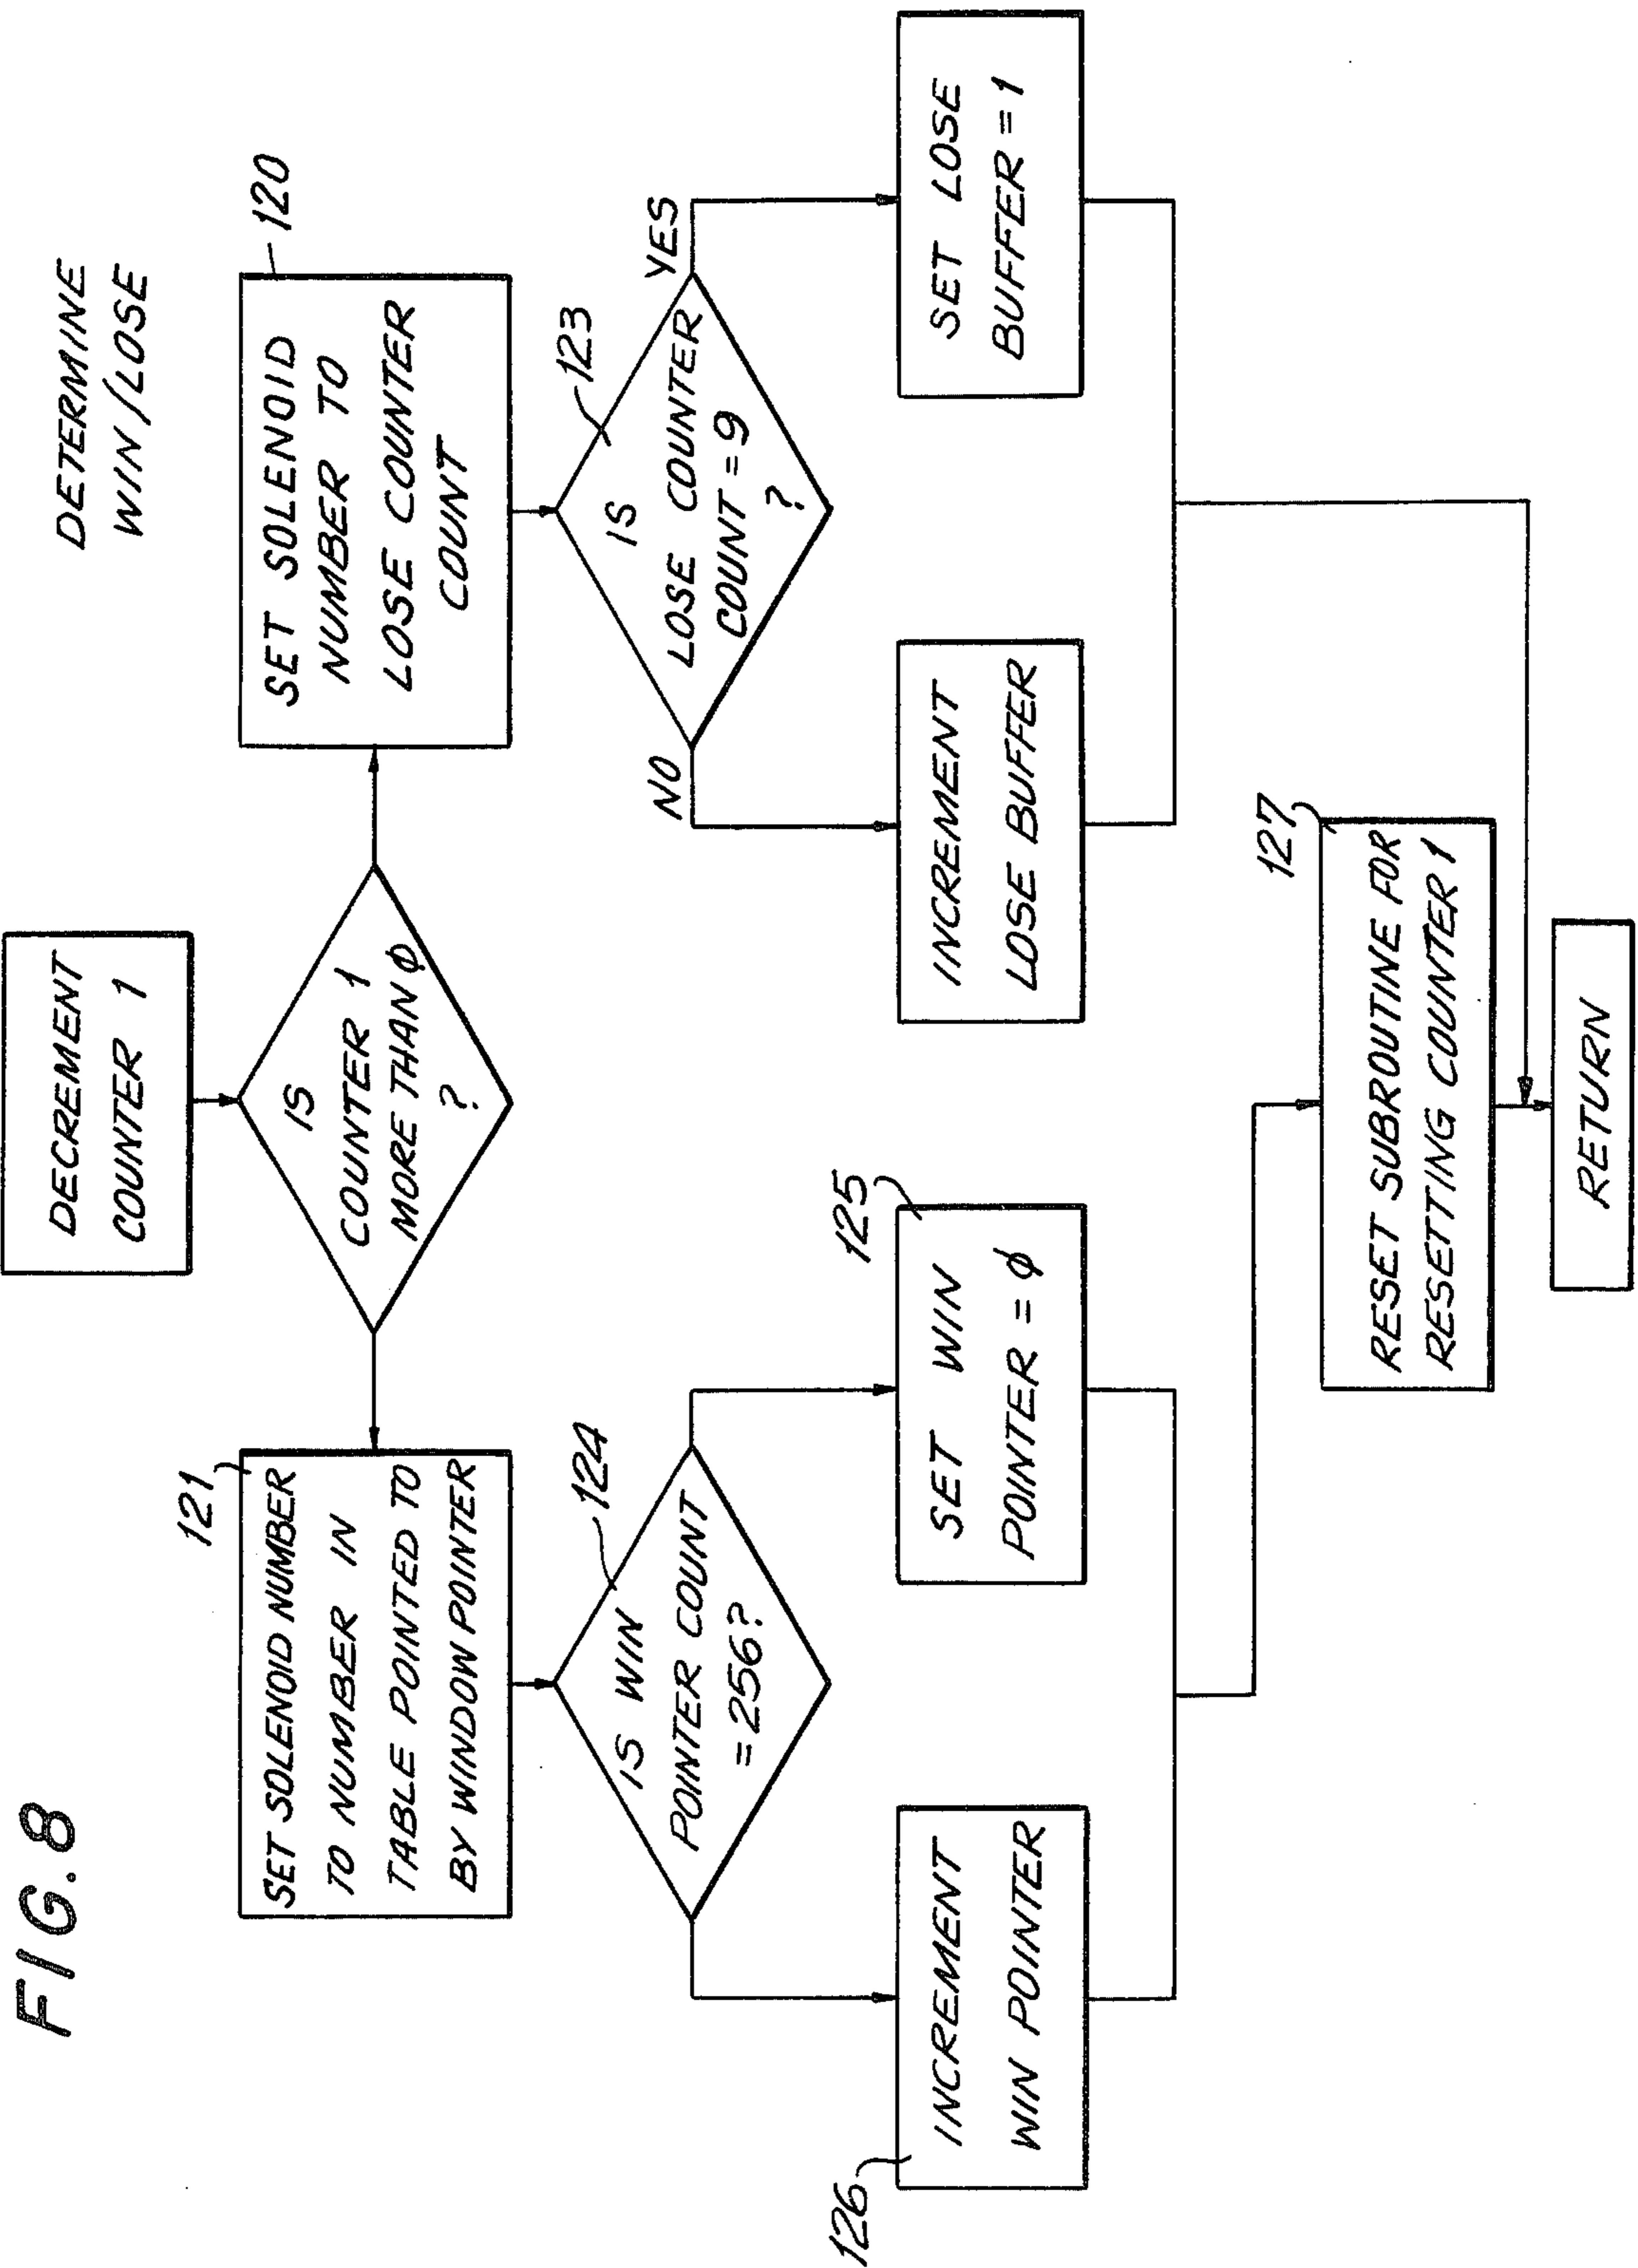 FIG. 8
DETERMINE
WIN/LOSE
DECREMENT
COUNTER 1
IS
COUNTER 1
MORE THAN ϕ
?
121
SET SOLENOID NUMBER
TO NUMBER IN
TABLE POINTED TO
BY WINDOW POINTER
120
SET SOLENOID
NUMBER TO
LOSE COUNTER
COUNT
124
IS WIN
POINTER COUNT
=256?
123
IS
LOSE COUNTER
COUNT = 9
?
NO
YES
126
INCREMENT
WIN POINTER
125
SET WIN
POINTER = ϕ
INCREMENT
LOSE BUFFER
SET LOSE
BUFFER = 1
127
RESET SUBROUTINE FOR
RESETTING COUNTER 1
RETURN